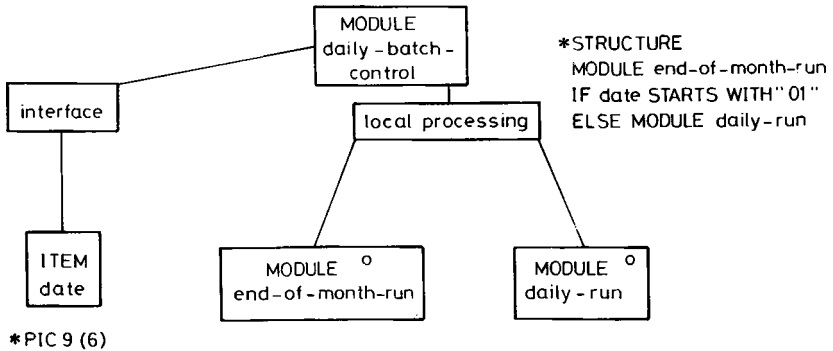 MODULE
daily-batch-
control
*STRUCTURE
MODULE end-of-month-run
IF date STARTS WITH "01"
ELSE MODULE daily-run
interface
local processing
ITEM
date
*PIC 9 (6)
MODULE o
end-of-month-run
MODULE o
daily-run